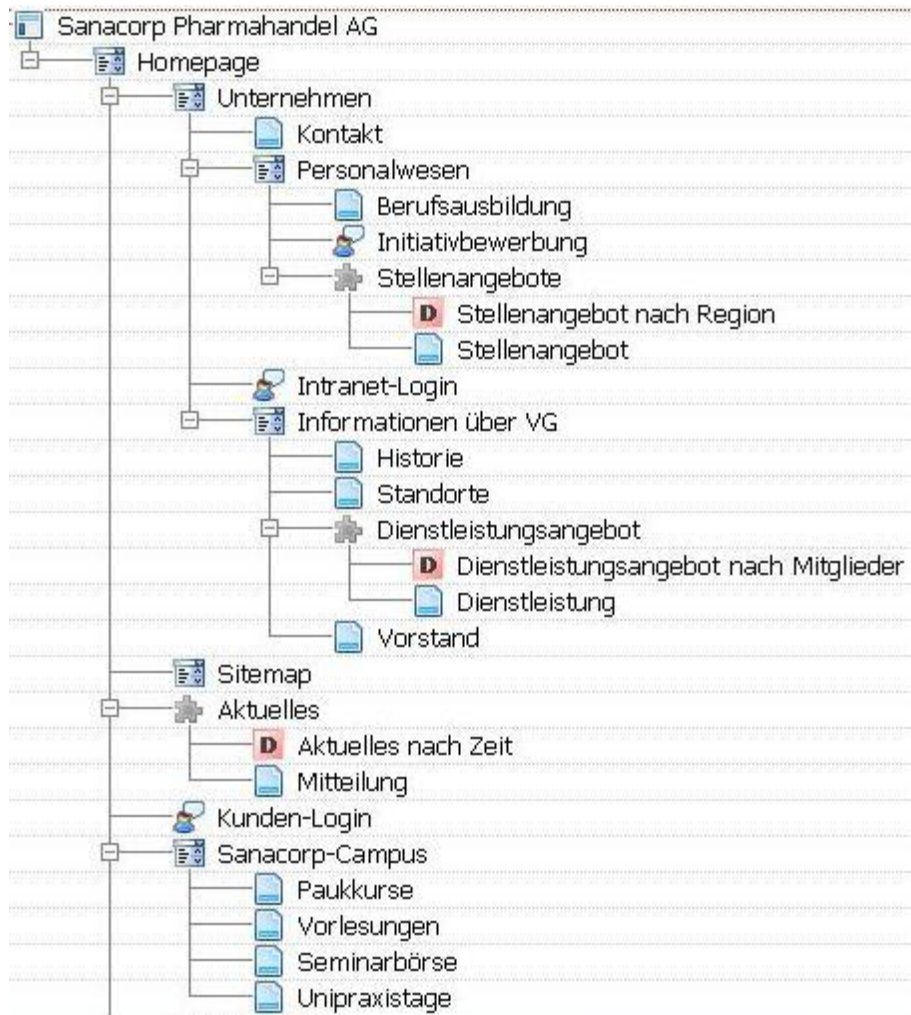 Sanacorp Pharmahandel AG
Homepage
Unternehmen
Kontakt
Personalwesen
Berufsausbildung
Initiativbewerbung
Stellenangebote
D Stellenangebot nach Region
Stellenangebot
Intranet-Login
Informationen über VG
Historie
Standorte
Dienstleistungsangebot
D Dienstleistungsangebot nach Mitglieder
Dienstleistung
Vorstand
Sitemap
Aktuelles
D Aktuelles nach Zeit
Mitteilung
Kunden-Login
Sanacorp-Campus
Paukkurse
Vorlesungen
Seminarbörse
Unipraxistage